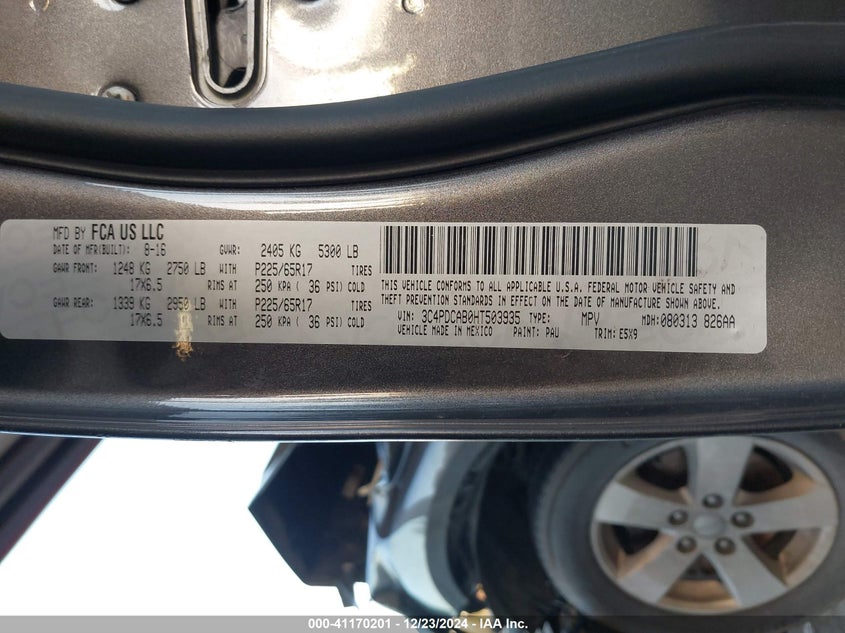 MFD BY FCA US LLC
DATE OF MFR(BUILT): 8-16 GVWR: 2405 KG 5300 LB
GAWR FRONT: 1248 KG 2750 LB WITH P225/65R17 TIRES
17X6.5 RIMS AT 250 KPA ( 36 PSI) COLD
GAWR REAR: 1339 KG 2950 LB WITH P225/65R17 TIRES
17X6.5 RIMS AT 250 KPA ( 36 PSI) COLD
THIS VEHICLE CONFORMS TO ALL APPLICABLE U.S.A. FEDERAL MOTOR VEHICLE SAFETY AND
THEFT PREVENTION STANDARDS IN EFFECT ON THE DATE OF MANUFACTURE SHOWN ABOVE.
VIN: 3C4PDCAB0HT503935 TYPE: MPV MDH: 080313 826AA
VEHICLE MADE IN MEXICO PAINT: PAU TRIM: E5X9
000-41170201 - 12/23/2024 - IAA Inc.